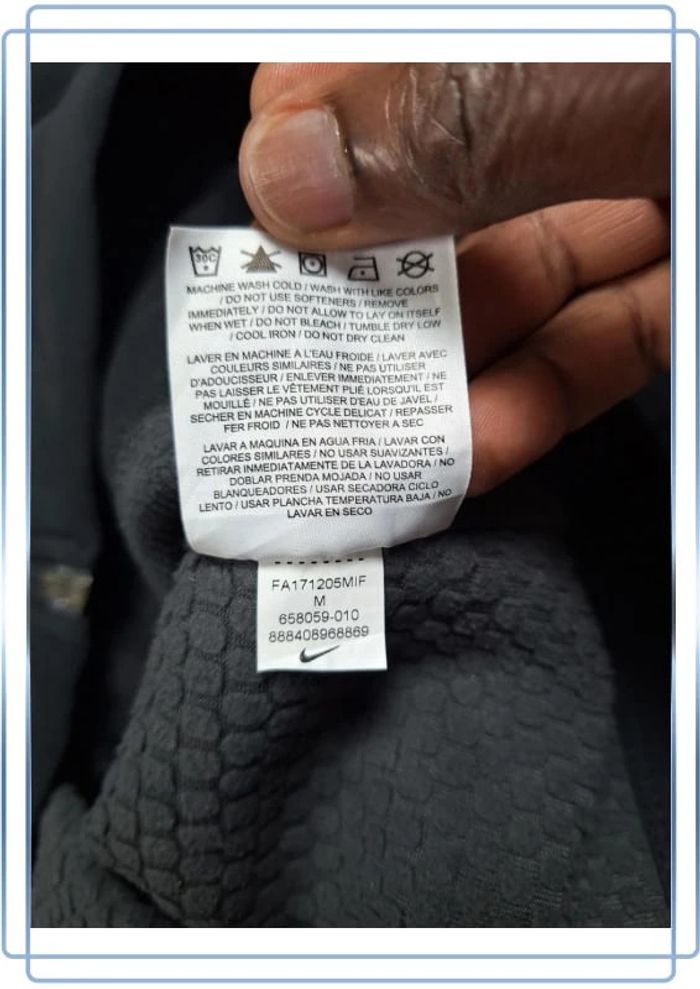 30C
MACHINE WASH COLD / WASH WITH LIKE COLORS
/ DO NOT USE SOFTENERS / REMOVE
IMMEDIATELY / DO NOT ALLOW TO LAY ON ITSELF
WHEN WET / DO NOT BLEACH / TUMBLE DRY LOW
/ COOL IRON / DO NOT DRY CLEAN
LAVER EN MACHINE A L'EAU FROIDE / LAVER AVEC
COULEURS SIMILAIRES / NE PAS UTILISER
D'ADOUCISSEUR / ENLEVER IMMEDIATEMENT / NE
PAS LAISSER LE VÊTEMENT PLIÉ LORSQU'IL EST
MOUILLÉ / NE PAS UTILISER D'EAU DE JAVEL /
SECHER EN MACHINE CYCLE DELICAT / REPASSER
FER FROID / NE PAS NETTOYER A SEC
LAVAR A MAQUINA EN AGUA FRIA / LAVAR CON
COLORES SIMILARES / NO USAR SUAVIZANTES /
RETIRAR INMEDIATAMENTE DE LA LAVADORA / NO
DOBLAR PRENDA MOJADA / NO USAR
BLANQUEADORES / USAR SECADORA CICLO
LENTO / USAR PLANCHA TEMPERATURA BAJA / NO
LAVAR EN SECO
FA171205MIF
M
658059-010
888408968869